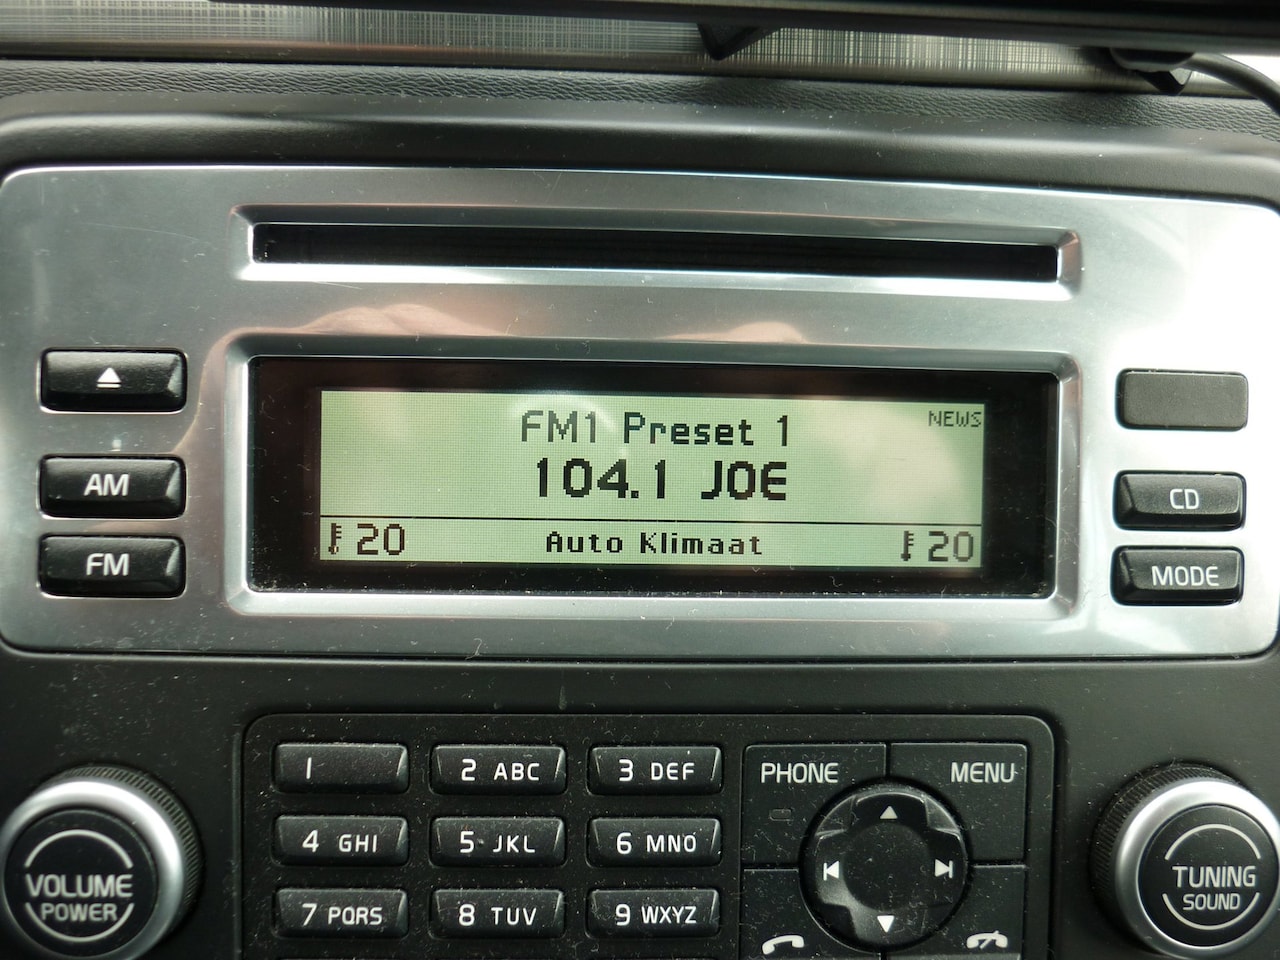 FM1 Preset 1
NEWS
104.1 JOE
20 Auto Klimaat 20
AM
FM
CD
MODE
1
2 ABC
3 DEF
4 GHI
5 JKL
6 MNO
7 PQRS
8 TUV
9 WXYZ
PHONE
MENU
VOLUME
POWER
TUNING
SOUND